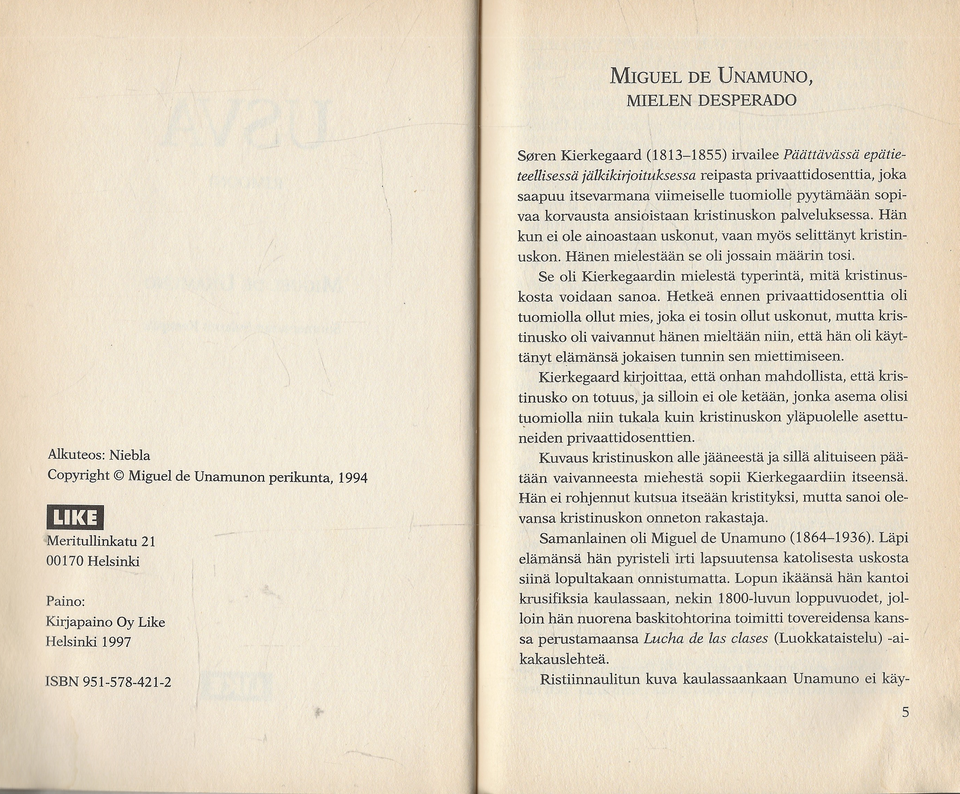 Alkuteos: Niebla
Copyright © Miguel de Unamunon perikunta, 1994
LIKE
Meritullinkatu 21
00170 Helsinki
Paino:
Kirjapaino Oy Like
Helsinki 1997
ISBN 951-578-421-2
MIGUEL DE UNAMUNO,
MIELEN DESPERADO
Søren Kierkegaard (1813–1855) irvailee Päättävässä epätie-
teellisessä jälkikirjoituksessa reipasta privaattidosenttia, joka
saapuu itsevarmana viimeiselle tuomiolle pyytämään sopi-
vaa korvausta ansioistaan kristinuskon palveluksessa. Hän
kun ei ole ainoastaan uskonut, vaan myös selittänyt kristin-
uskon. Hänen mielestään se oli jossain määrin tosi.
Se oli Kierkegaardin mielestä typerintä, mitä kristinus-
kosta voidaan sanoa. Hetkeä ennen privaattidosenttia oli
tuomiolla ollut mies, joka ei tosin ollut uskonut, mutta kris-
tinusko oli vaivannut hänen mieltään niin, että hän oli käyt-
tänyt elämänsä jokaisen tunnin sen miettimiseen.
Kierkegaard kirjoittaa, että onhan mahdollista, että kris-
tinusko on totuus, ja silloin ei ole ketään, jonka asema olisi
tuomiolla niin tukala kuin kristinuskon yläpuolelle asettu-
neiden privaattidosenttien.
Kuvaus kristinuskon alle jääneestä ja sillä alituiseen pää-
tään vaivanneesta miehestä sopii Kierkegaardiin itseensä.
Hän ei rohjennut kutsua itseään kristityksi, mutta sanoi ole-
vansa kristinuskon onneton rakastaja.
Samanlainen oli Miguel de Unamuno (1864–1936). Läpi
elämänsä hän pyristeli irti lapsuutensa katolisesta uskosta
siinä lopultakaan onnistumatta. Lopun ikäänsä hän kantoi
krusifiksia kaulassaan, nekin 1800-luvun loppuvuodet, jol-
loin hän nuorena baskitohtorina toimitti tovereidensa kans-
sa perustamaansa Lucha de las clases (Luokkataistelu) -ai-
kakauslehteä.
Ristiinnaulitun kuva kaulassaankaan Unamuno ei käy-
5